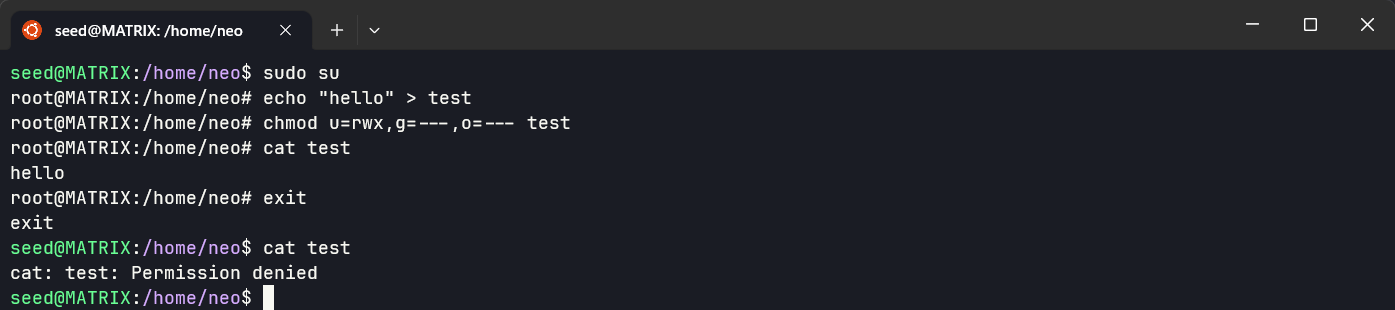 seed@MATRIX: /home/neo
seed@MATRIX:/home/neo$ sudo su
root@MATRIX:/home/neo# echo "hello" > test
root@MATRIX:/home/neo# chmod u=rwx,g=---,o=--- test
root@MATRIX:/home/neo# cat test
hello
root@MATRIX:/home/neo# exit
exit
seed@MATRIX:/home/neo$ cat test
cat: test: Permission denied
seed@MATRIX:/home/neo$